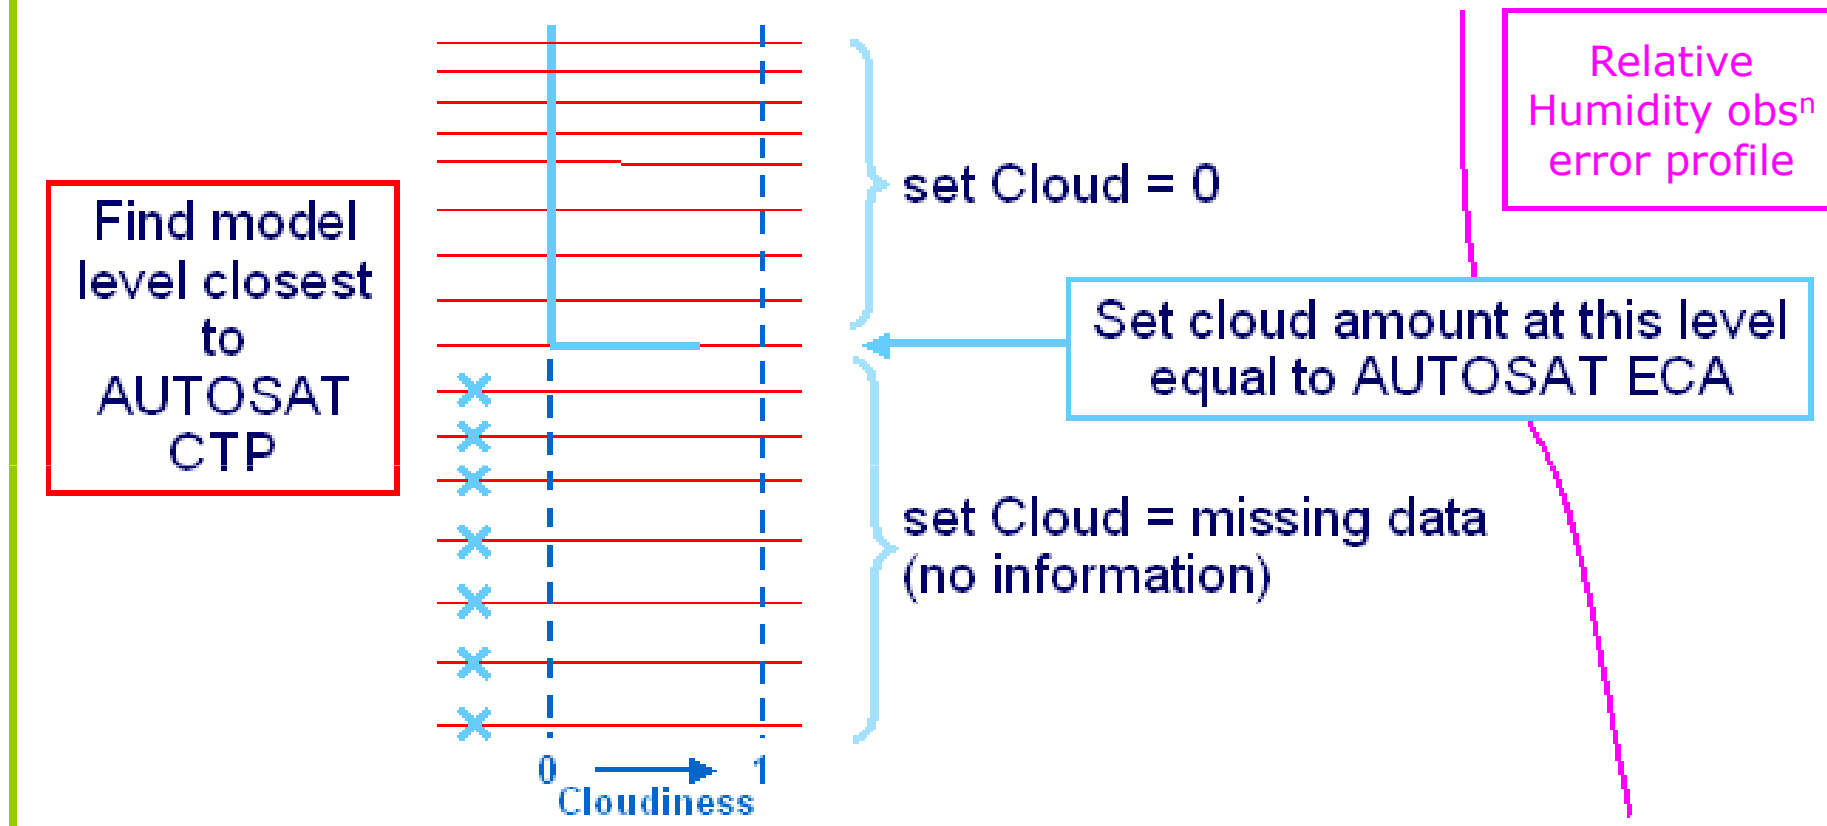 Relative
Humidity obsⁿ
error profile
set Cloud = 0
Find model
level closest
to
AUTOSAT
CTP
Set cloud amount at this level
equal to AUTOSAT ECA
set Cloud = missing data
(no information)
0 1
Cloudiness